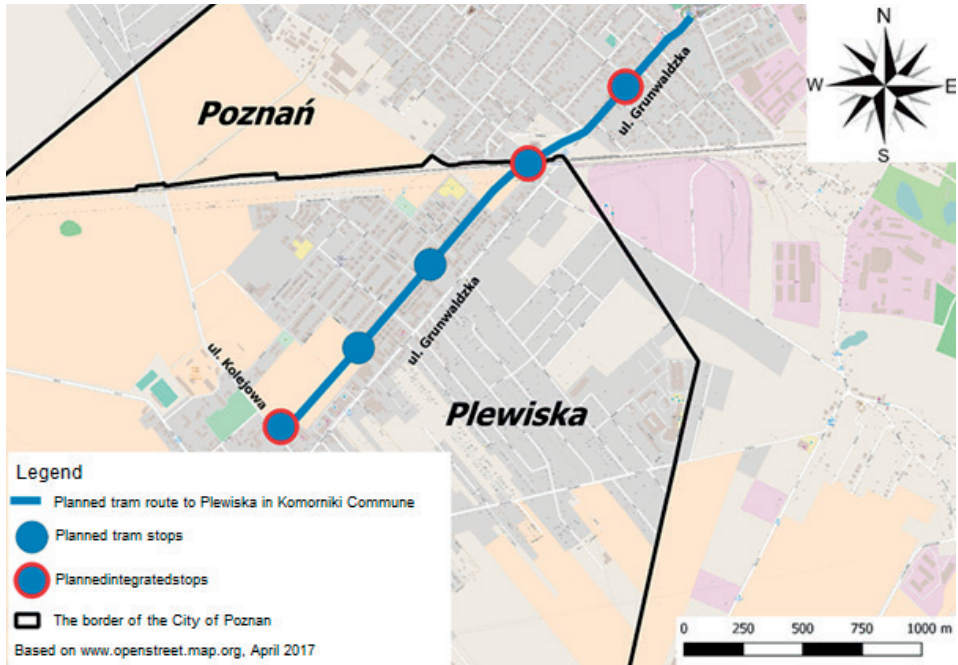 N
W
E
S
Poznań
ul. Grunwaldzka
ul. Grunwaldzka
ul. Kolejowa
Plewiska
Legend
Planned tram route to Plewiska in Komorniki Commune
Planned tram stops
Plannedintegratedstops
The border of the City of Poznan
Based on www.openstreet.map.org, April 2017
0 250 500 750 1000 m